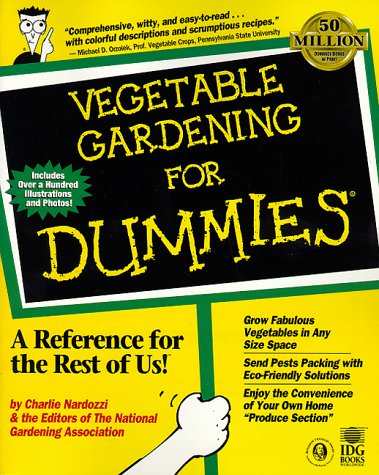 "Comprehensive, witty, and easy-to-read . . .
with colorful descriptions and scrumptious recipes."
— Michael D. Orzolek, Prof. Vegetable Crops, Pennsylvania State University
50
MILLION
DUMMIES BOOKS
IN PRINT
VEGETABLE
GARDENING
FOR
DUMMIES®
Includes
Over a Hundred
Illustrations
and Photos!
A Reference for
the Rest of Us!™
by Charlie Nardozzi
& the Editors of The National
Gardening Association
Grow Fabulous
Vegetables in Any
Size Space
Send Pests Packing with
Eco-Friendly Solutions
Enjoy the Convenience
of Your Own Home
"Produce Section"
IDG
BOOKS
WORLDWIDE